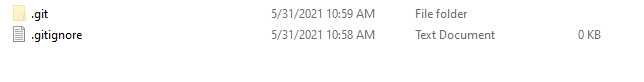 .git 5/31/2021 10:59 AM File folder
.gitignore 5/31/2021 10:58 AM Text Document 0 KB